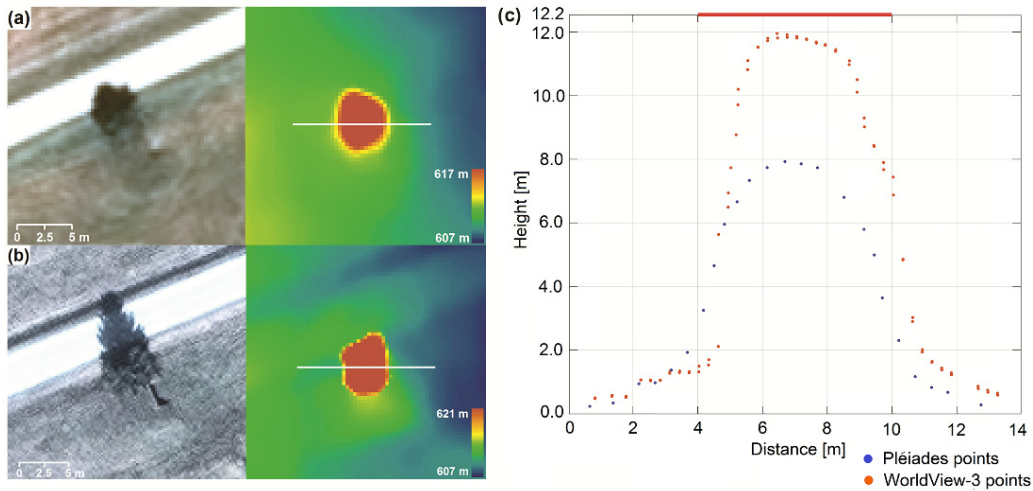 (a)
617 m
607 m
0 2.5 5 m
(b)
621 m
607 m
0 2.5 5 m
(c)
12.2
12.0
10.0
8.0
6.0
4.0
2.0
0.0
Height [m]
0 2 4 6 8 10 12 14
Distance [m]
Pléiades points
WorldView-3 points